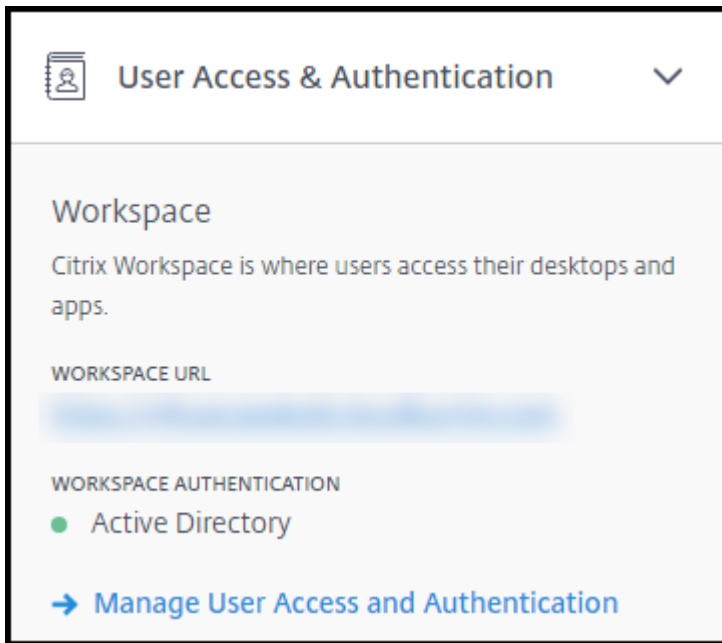 User Access & Authentication
Workspace
Citrix Workspace is where users access their desktops and
apps.
WORKSPACE URL
WORKSPACE AUTHENTICATION
Active Directory
Manage User Access and Authentication